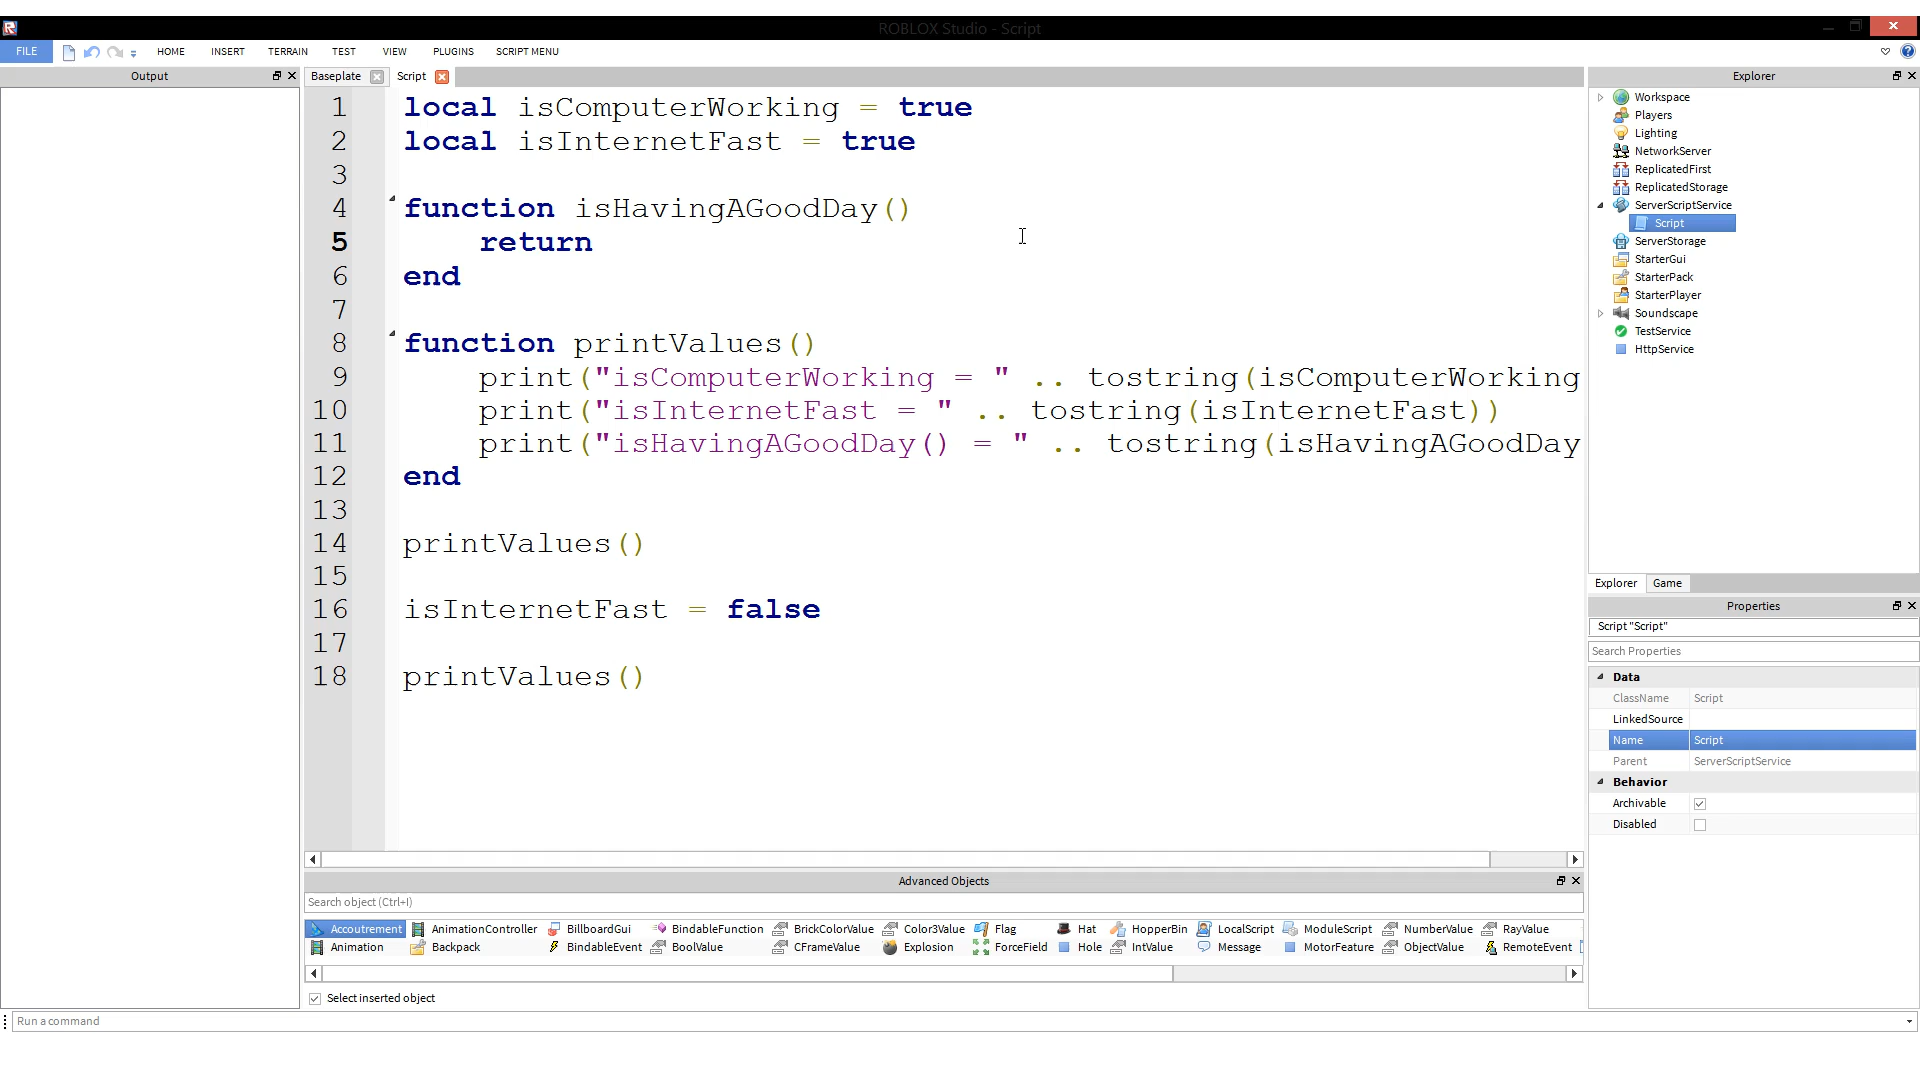 ROBLOX Studio - Script
FILE HOME INSERT TERRAIN TEST VIEW PLUGINS SCRIPT MENU
Output
Baseplate Script
1 local isComputerWorking = true
2 local isInternetFast = true
3
4 function isHavingAGoodDay()
5 return
6 end
7
8 function printValues()
9 print("isComputerWorking = " .. tostring(isComputerWorking
10 print("isInternetFast = " .. tostring(isInternetFast))
11 print("isHavingAGoodDay() = " .. tostring(isHavingAGoodDay
12 end
13
14 printValues()
15
16 isInternetFast = false
17
18 printValues()
Advanced Objects
Search object (Ctrl+I)
Accoutrement AnimationController BillboardGui BindableFunction BrickColorValue Color3Value Flag Hat HopperBin LocalScript ModuleScript NumberValue RayValue
Animation Backpack BindableEvent BoolValue CFrameValue Explosion ForceField Hole IntValue Message MotorFeature ObjectValue RemoteEvent
Select inserted object
Run a command
Explorer
Workspace
Players
Lighting
NetworkServer
ReplicatedFirst
ReplicatedStorage
ServerScriptService
Script
ServerStorage
StarterGui
StarterPack
StarterPlayer
Soundscape
TestService
HttpService
Explorer Game
Properties
Script "Script"
Search Properties
Data
ClassName Script
LinkedSource
Name Script
Parent ServerScriptService
Behavior
Archivable
Disabled